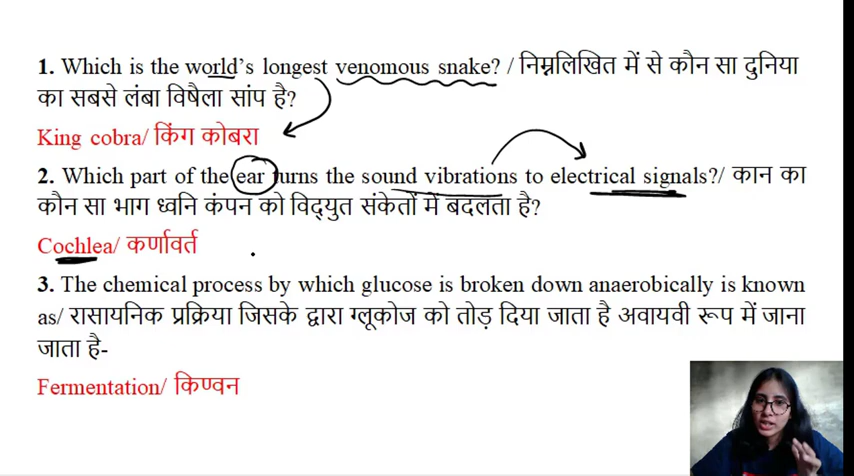 1. Which is the world's longest venomous snake? / निम्नलिखित में से कौन सा दुनिया
का सबसे लंबा विषैला सांप है?
King cobra/ किंग कोबरा
2. Which part of the ear turns the sound vibrations to electrical signals?/ कान का
कौन सा भाग ध्वनि कंपन को विद्युत संकेतों में बदलता है?
Cochlea/ कर्णावर्त
3. The chemical process by which glucose is broken down anaerobically is known
as/ रासायनिक प्रक्रिया जिसके द्वारा ग्लूकोज को तोड़ दिया जाता है अवायवी रूप में जाना
जाता है-
Fermentation/ किण्वन